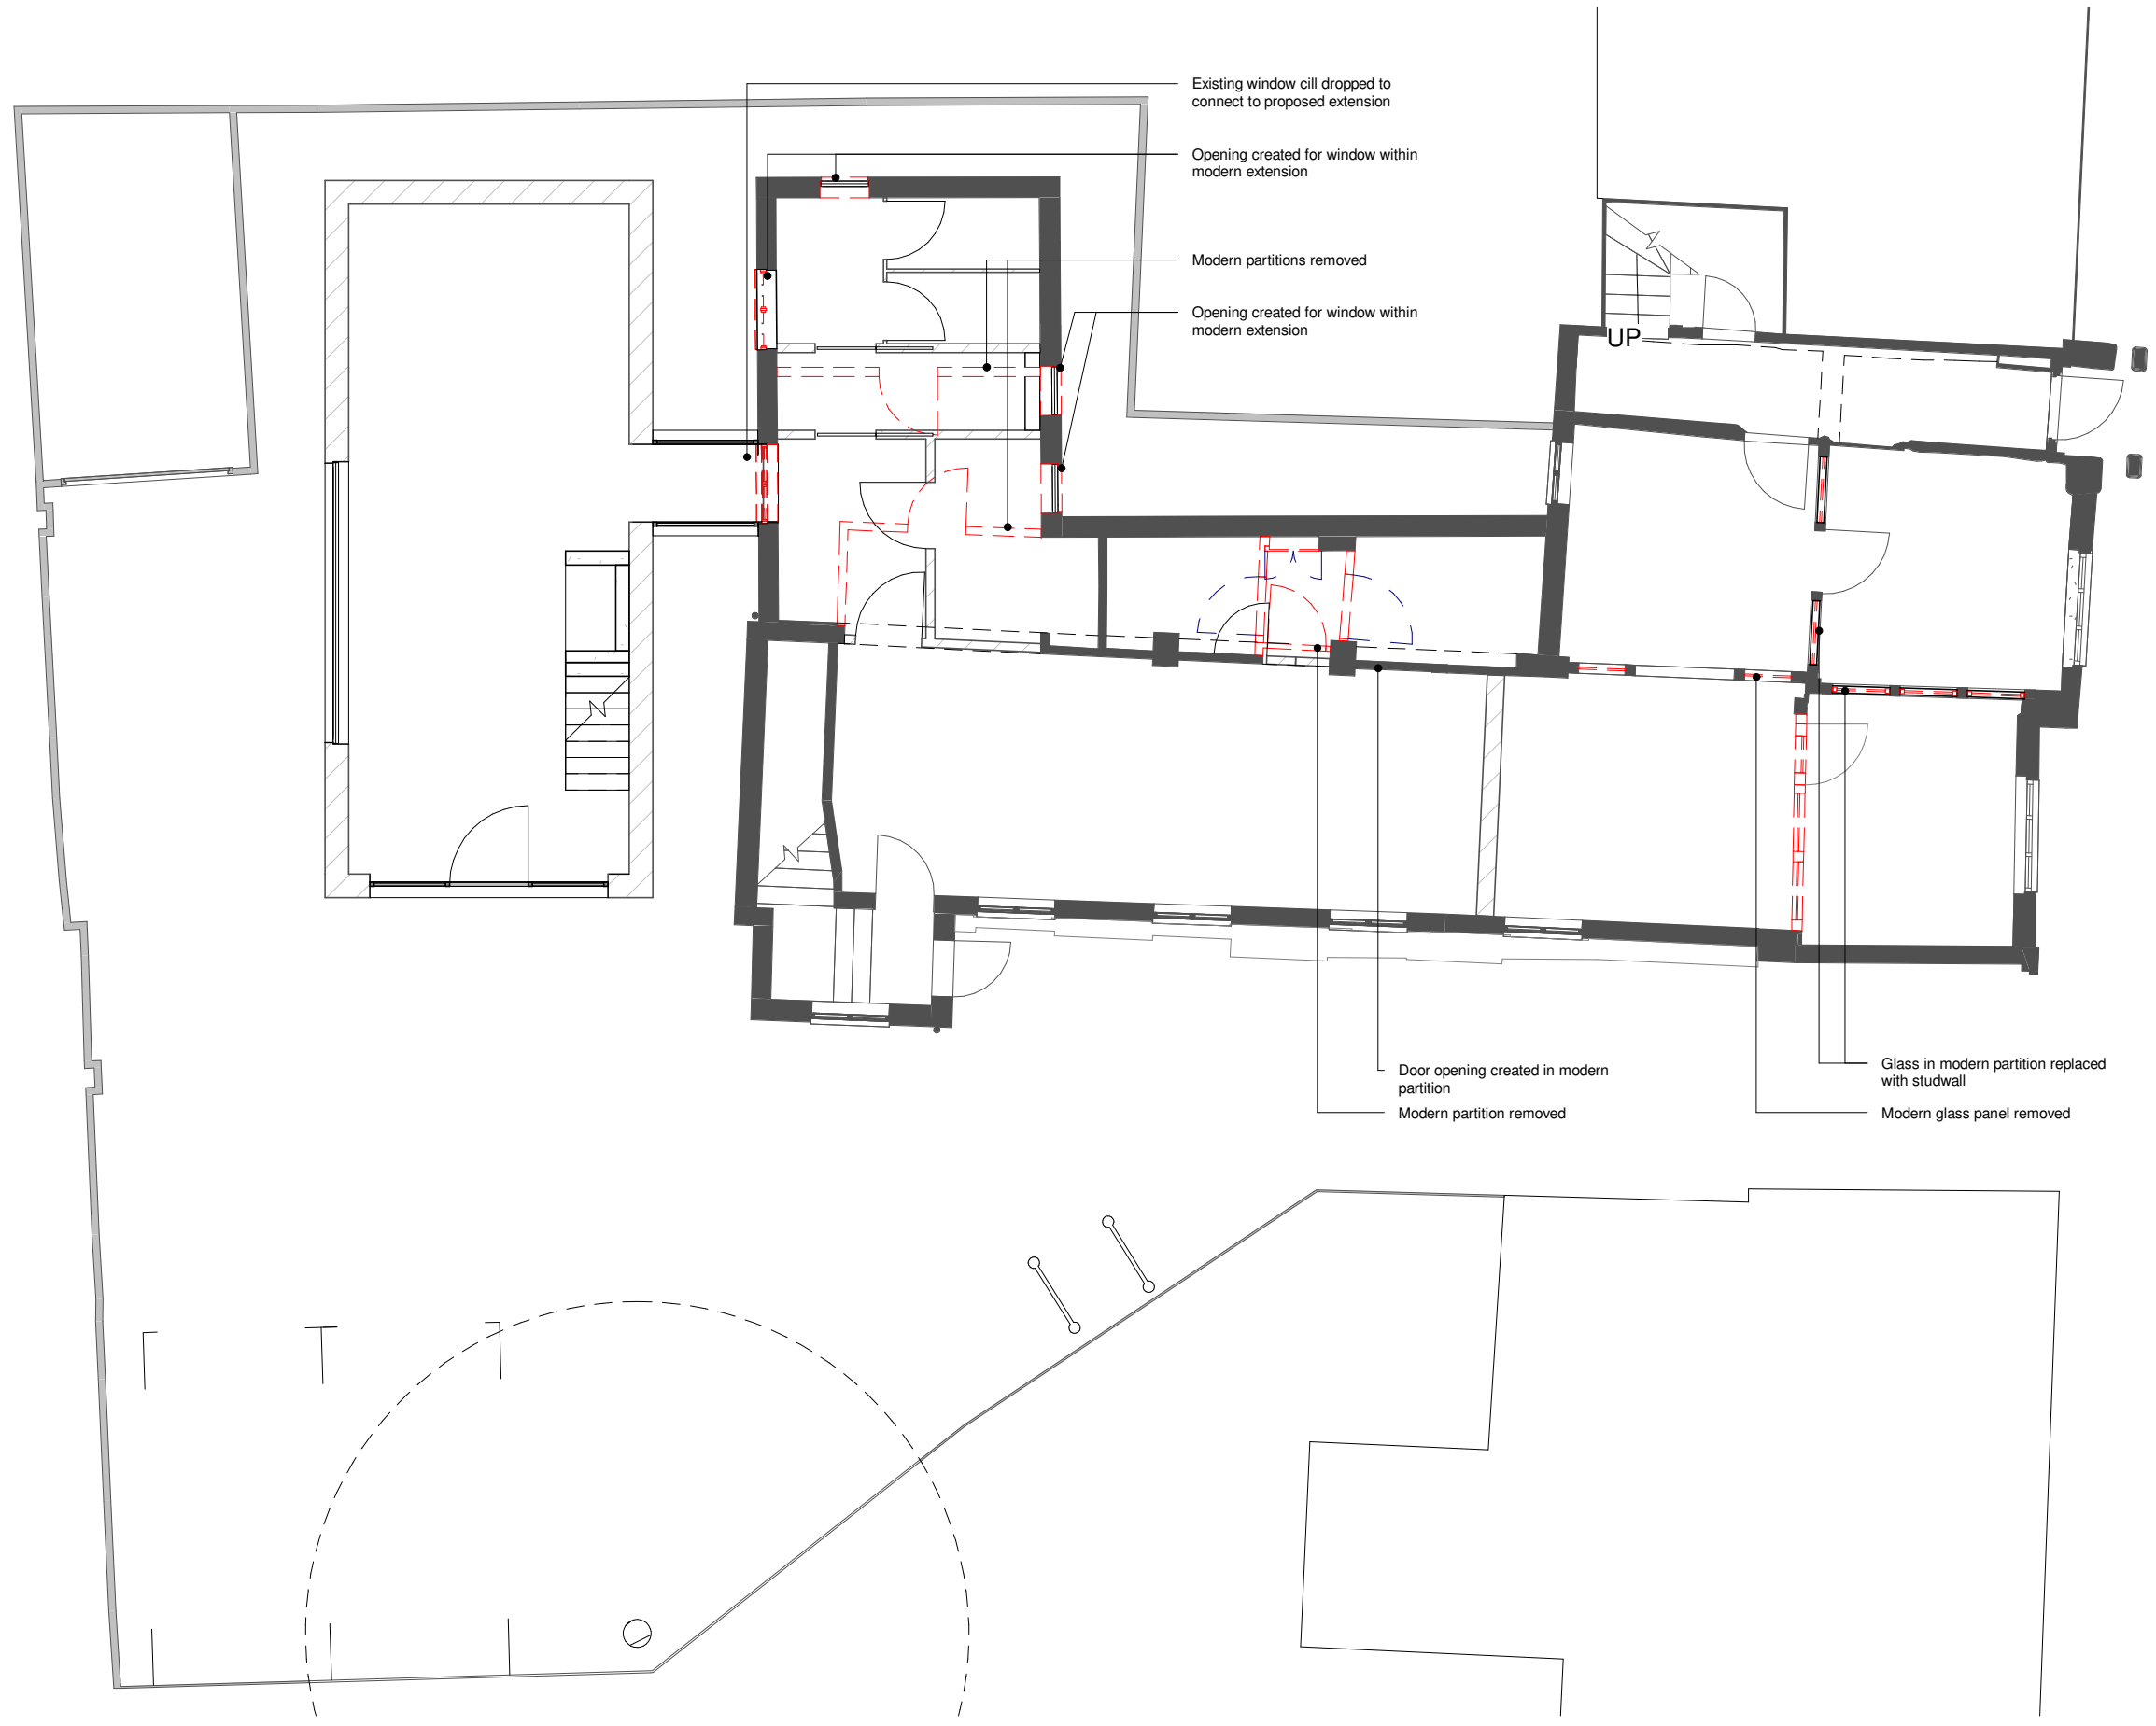 Existing window cill dropped to
connect to proposed extension
Opening created for window within
modern extension
Modern partitions removed
Opening created for window within
modern extension
UP
Door opening created in modern
partition
Modern partition removed
Glass in modern partition replaced
with studwall
Modern glass panel removed